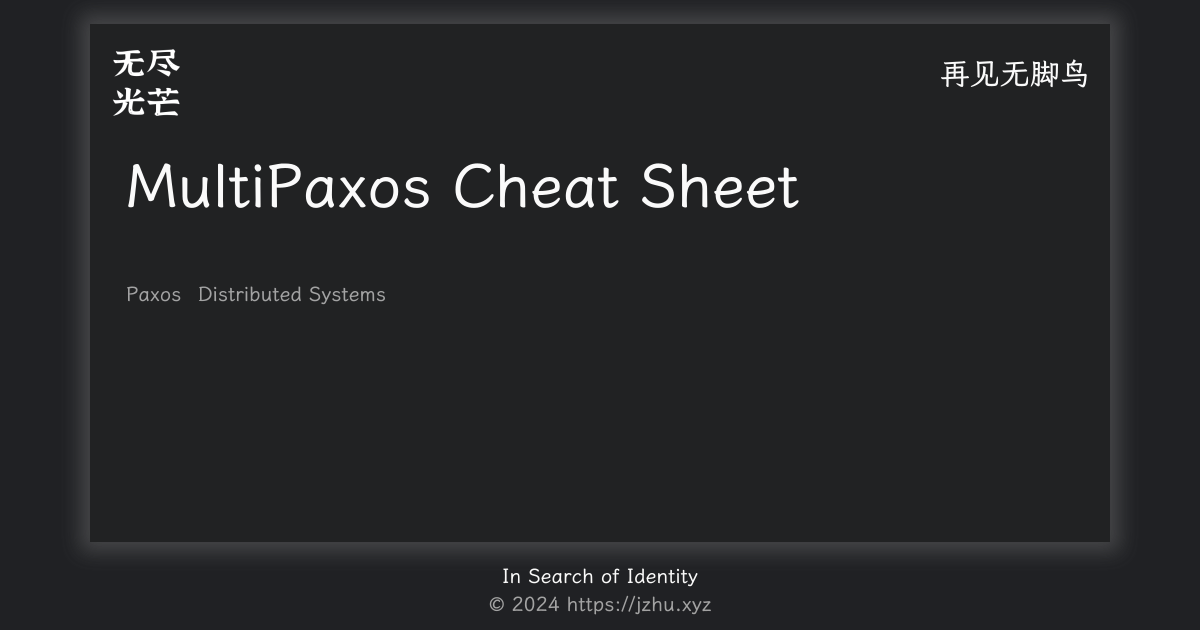 无尽
光芒
再见无脚鸟
MultiPaxos Cheat Sheet
Paxos Distributed Systems
In Search of Identity
© 2024 https://jzhu.xyz